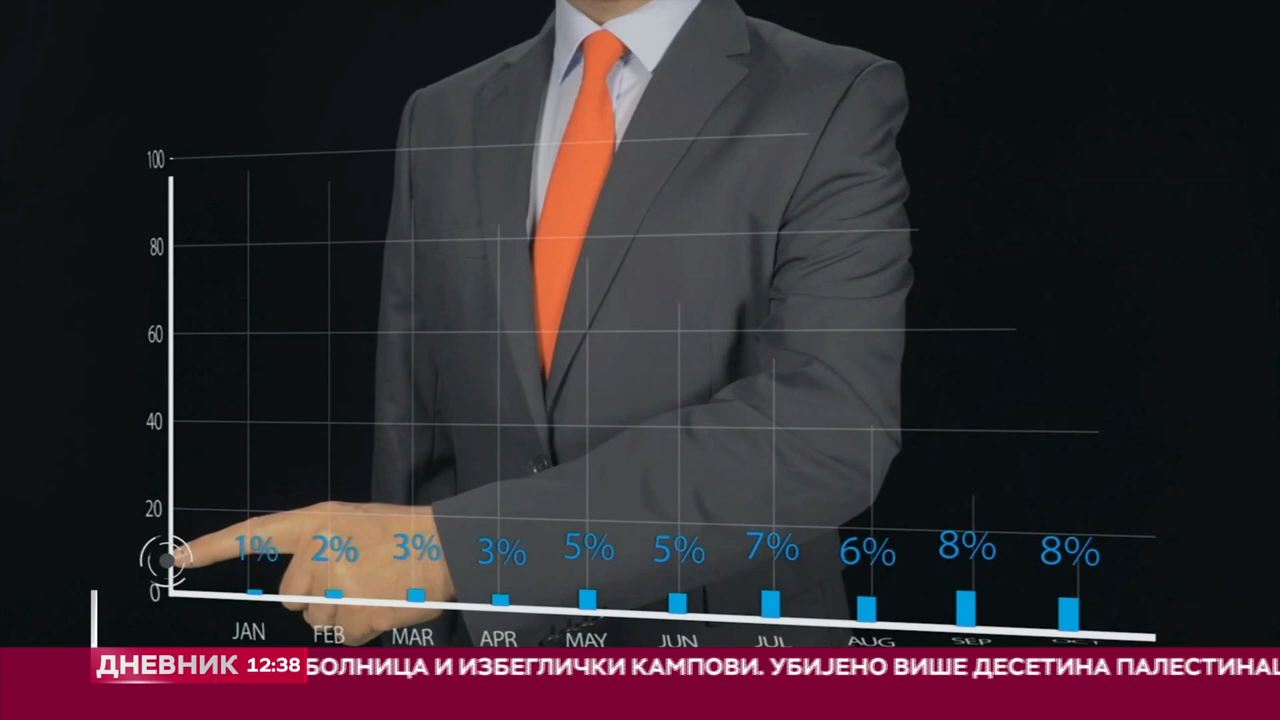 100
80
60
40
20
0
1% 2% 3% 3% 5% 5% 7% 6% 8% 8%
JAN FEB MAR APR MAY JUN JUL AUG SEP OCT
ДНЕВНИК 12:38 БОЛНИЦА И ИЗБЕГЛИЧКИ КАМПОВИ. УБИЈЕНО ВИШЕ ДЕСЕТИНА